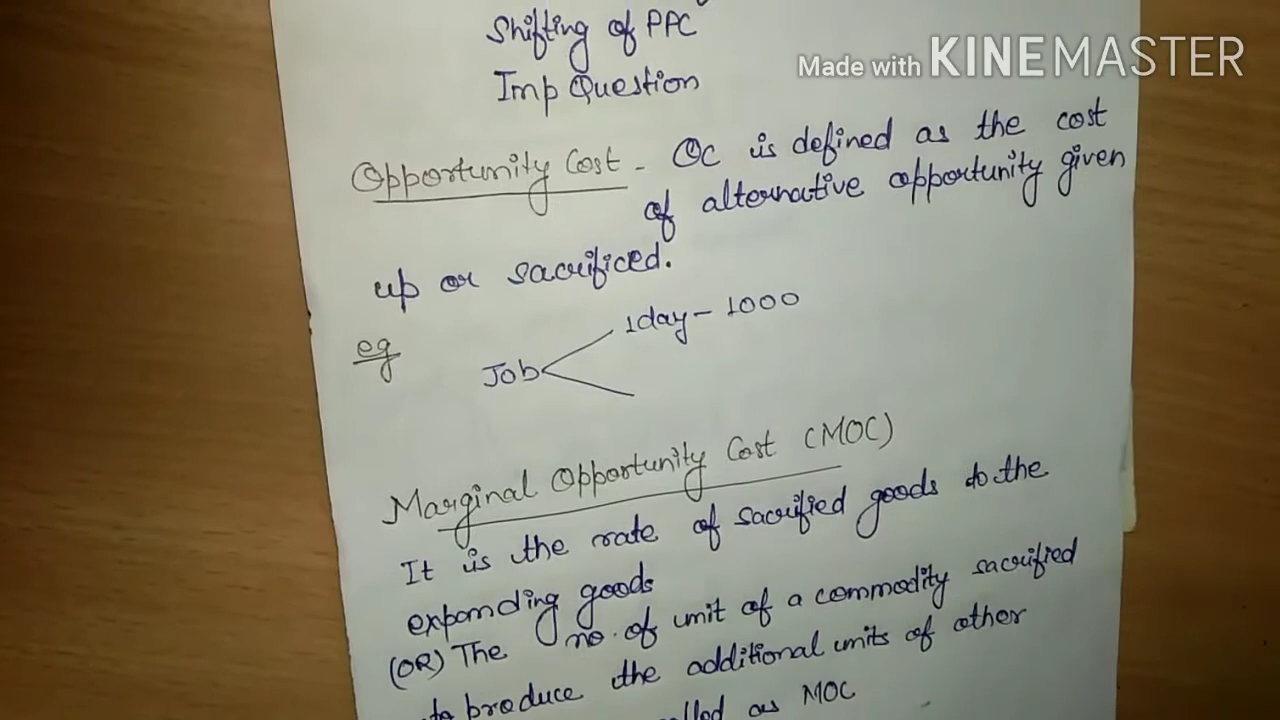 Shifting of PPC
Made with KINEMASTER
Imp Question
Opportunity Cost - OC is defined as the cost
of alternative opportunity given
up or sacrificed.
eg
Job
1day - 1000
Marginal Opportunity Cost (MOC)
It is the rate of sacrified goods to the
expanding goods
(OR) The no. of unit of a commodity sacrified
to produce the additional units of other
as MOC